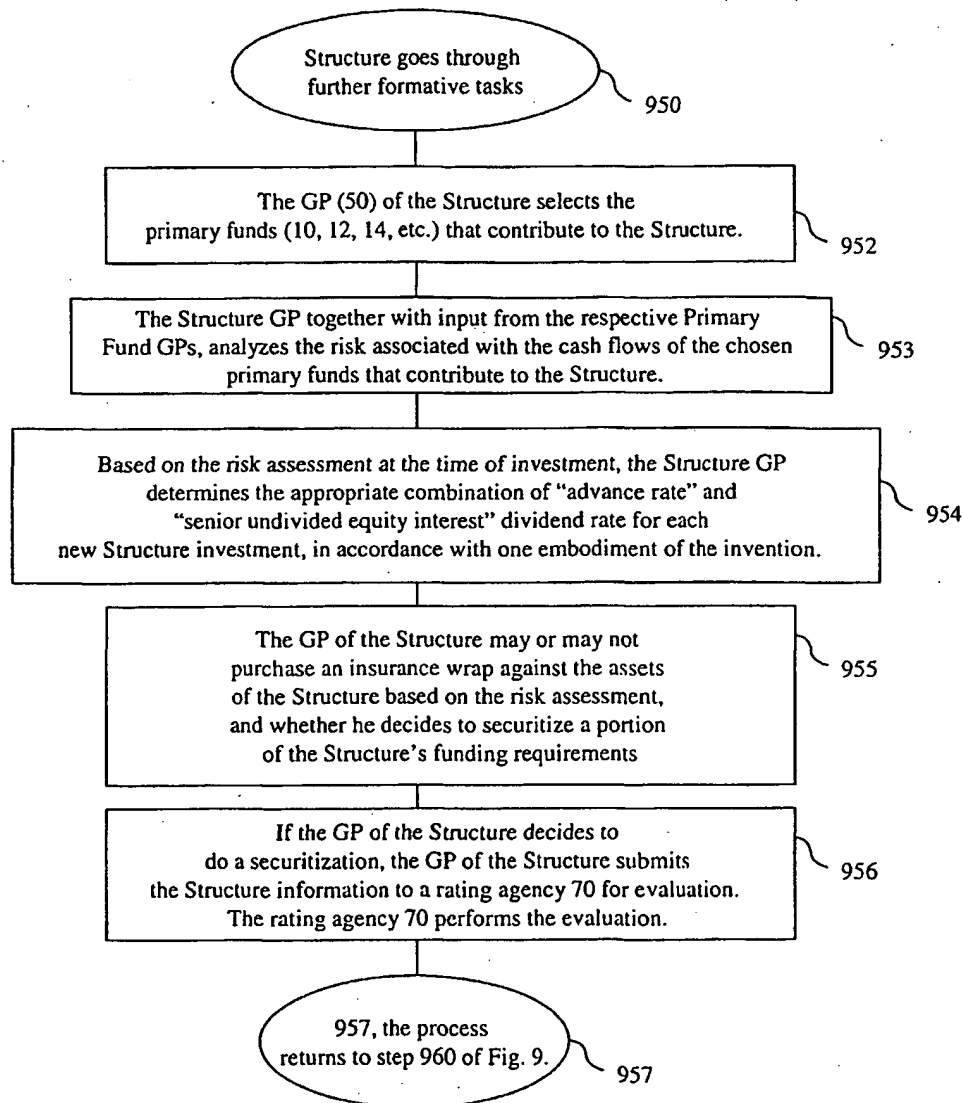 Structure goes through
further formative tasks
950
The GP (50) of the Structure selects the
primary funds (10, 12, 14, etc.) that contribute to the Structure.
952
The Structure GP together with input from the respective Primary
Fund GPs, analyzes the risk associated with the cash flows of the chosen
primary funds that contribute to the Structure.
953
Based on the risk assessment at the time of investment, the Structure GP
determines the appropriate combination of “advance rate” and
“senior undivided equity interest” dividend rate for each
new Structure investment, in accordance with one embodiment of the invention.
954
The GP of the Structure may or may not
purchase an insurance wrap against the assets
of the Structure based on the risk assessment,
and whether he decides to securitize a portion
of the Structure’s funding requirements
955
If the GP of the Structure decides to
do a securitization, the GP of the Structure submits
the Structure information to a rating agency 70 for evaluation.
The rating agency 70 performs the evaluation.
956
957, the process
returns to step 960 of Fig. 9.
957